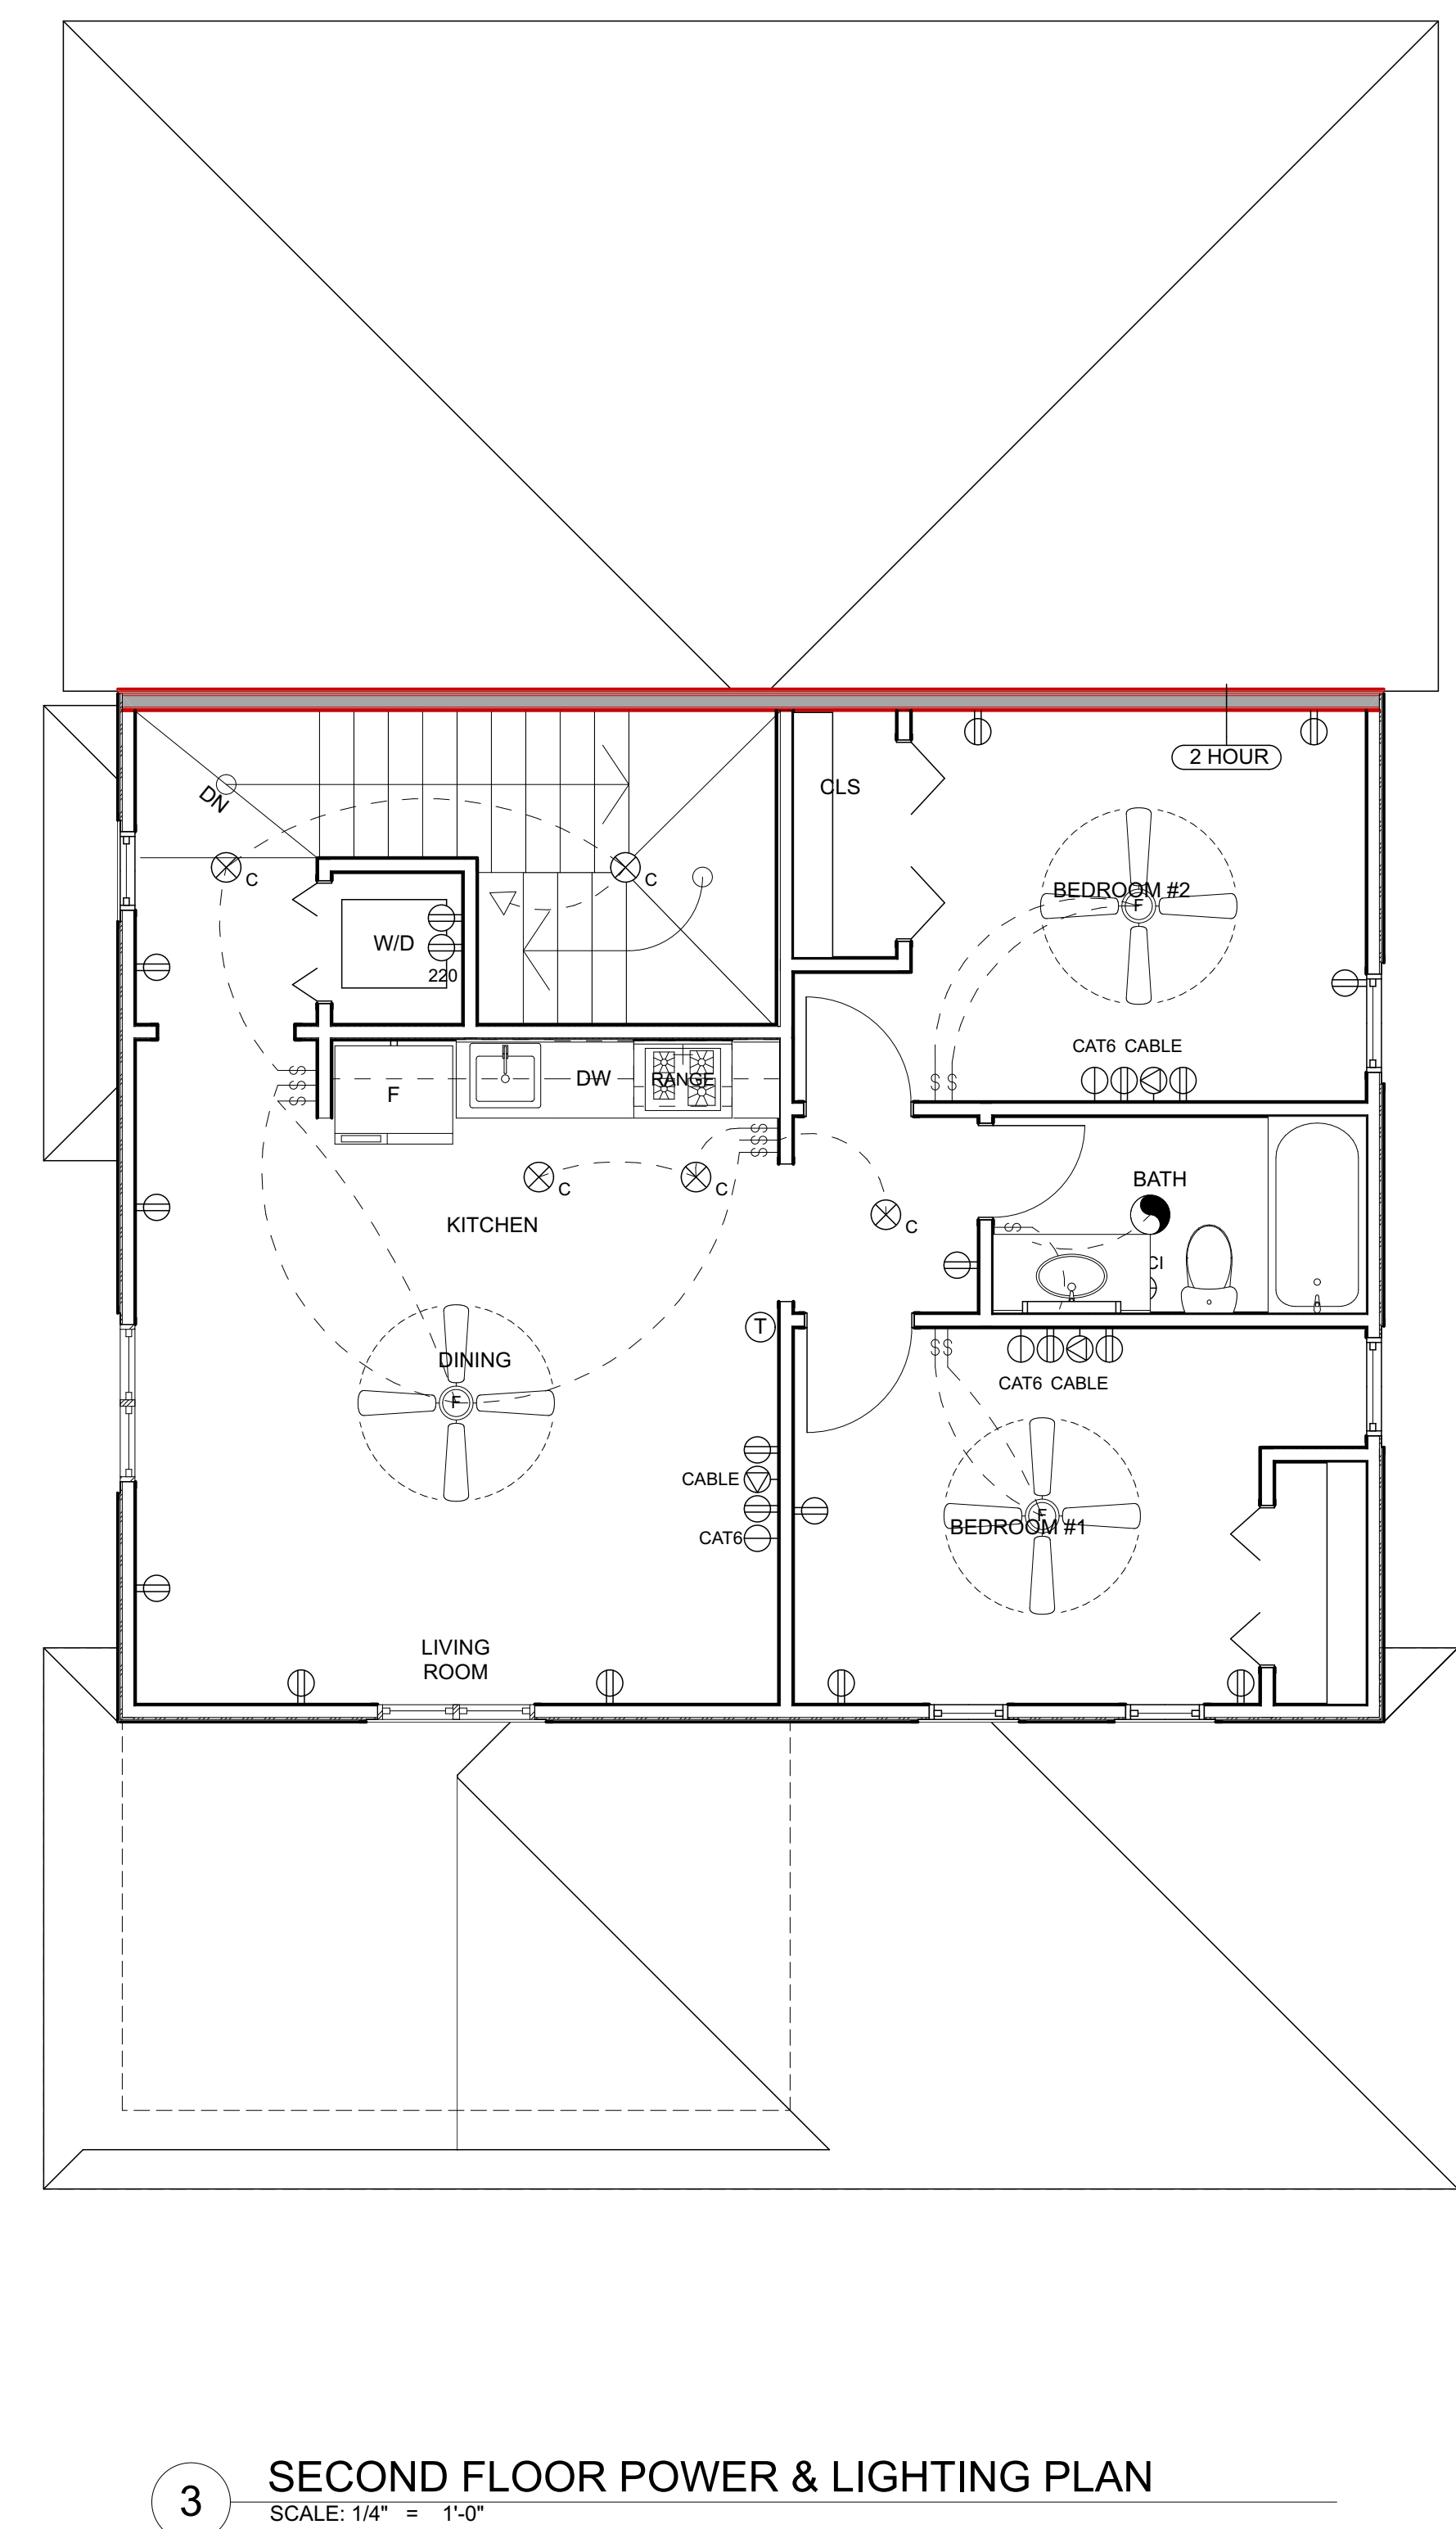 2 HOUR
CLS
DN
C
C
BEDROOM #2
F
W/D
220
CAT6 CABLE
S
S
S
S
S
F
DW
RANGE
S
S
S
C
C
C
KITCHEN
BATH
S
CI
T
S
S
DINING
F
CAT6 CABLE
CABLE
CAT6
F
BEDROOM #1
LIVING
ROOM
3
SECOND FLOOR POWER & LIGHTING PLAN
SCALE: 1/4" = 1'-0"